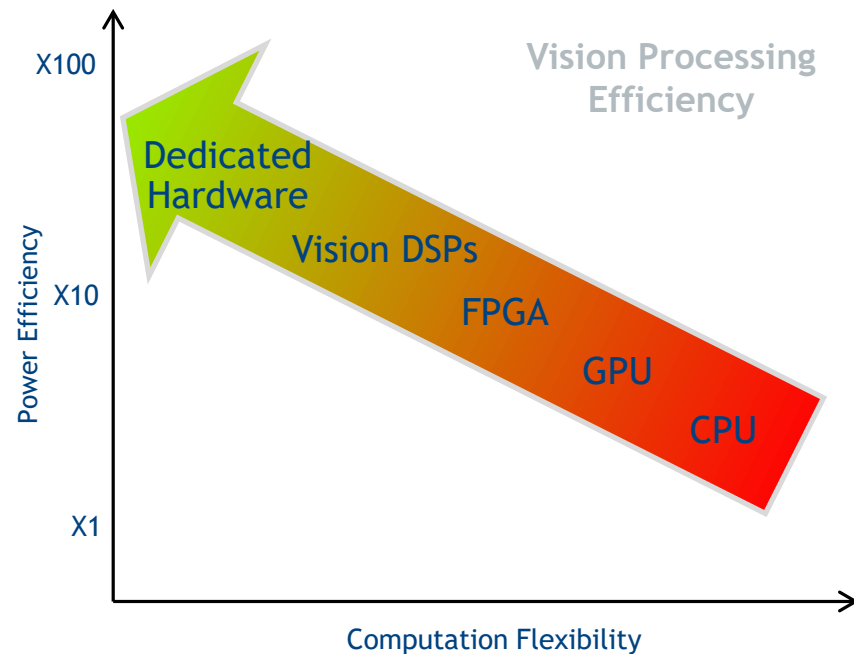 Vision Processing
Efficiency
X100
Dedicated
Hardware
Vision DSPs
X10
FPGA
GPU
CPU
X1
Power Efficiency
Computation Flexibility